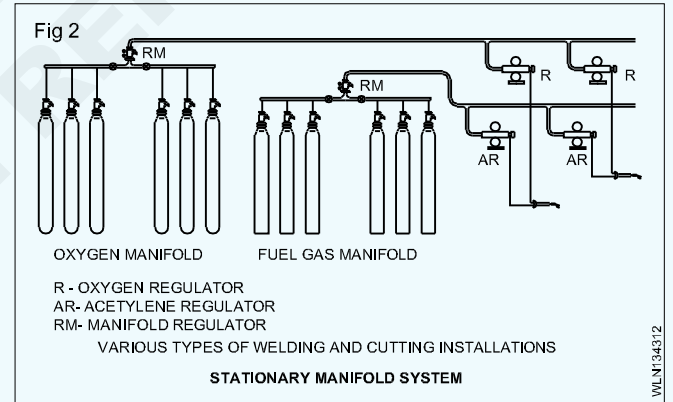 Fig 2
RM
R
R
RM
AR
AR
OXYGEN MANIFOLD
FUEL GAS MANIFOLD
R - OXYGEN REGULATOR
AR- ACETYLENE REGULATOR
RM- MANIFOLD REGULATOR
VARIOUS TYPES OF WELDING AND CUTTING INSTALLATIONS
STATIONARY MANIFOLD SYSTEM
WLN134312